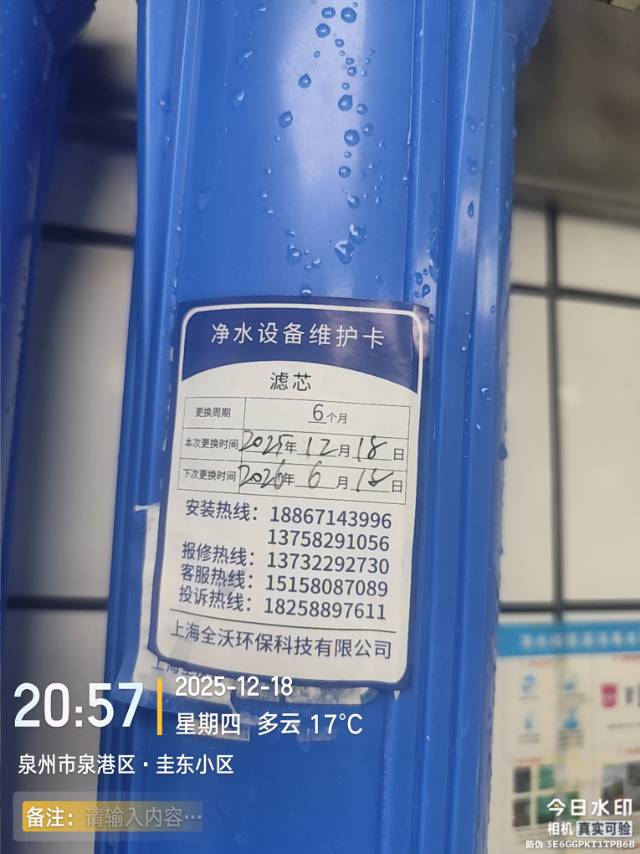 净水设备维护卡
滤芯
更换周期 6个月
本次更换时间 2025年12月18日
下次更换时间 2026年6月18日
安装热线：18867143996
13758291056
报修热线：13732292730
客服热线：15158087089
投诉热线：18258897611
上海全沃环保科技有限公司
20:57
2025-12-18
星期四 多云 17℃
泉州市泉港区·圭东小区
备注：请输入内容…
今日水印
相机 真实可验
防伪 3E6GGPKT1TPB6B